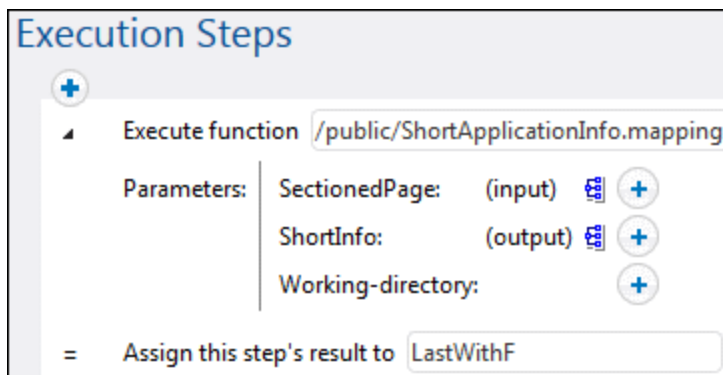 Execution Steps
Execute function /public/ShortApplicationInfo.mapping
Parameters: SectionedPage: (input)
ShortInfo: (output)
Working-directory:
= Assign this step's result to LastWithF